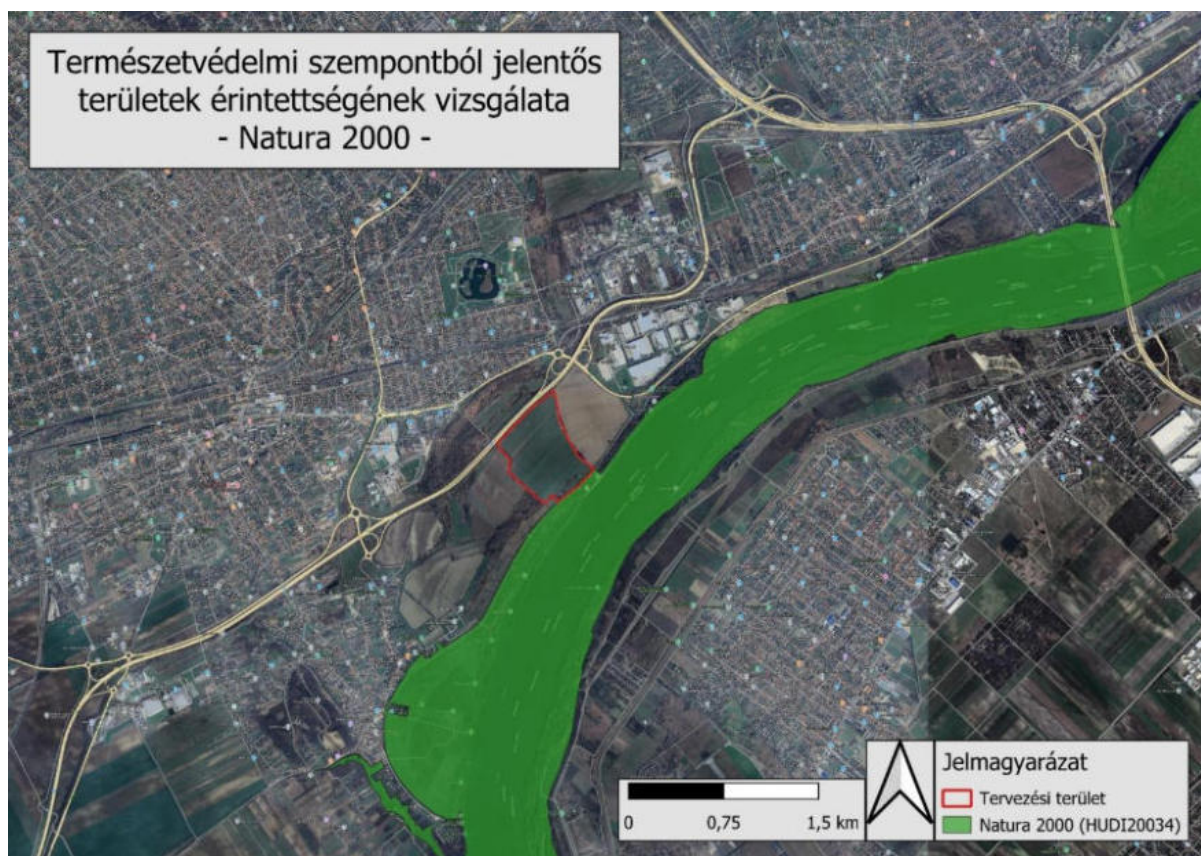 Természetvédelmi szempontból jelentős
területek érintettségének vizsgálata
- Natura 2000 -
Jelmagyarázat
Tervezési terület
Natura 2000 (HUDI20034)
0
0,75
1,5 km